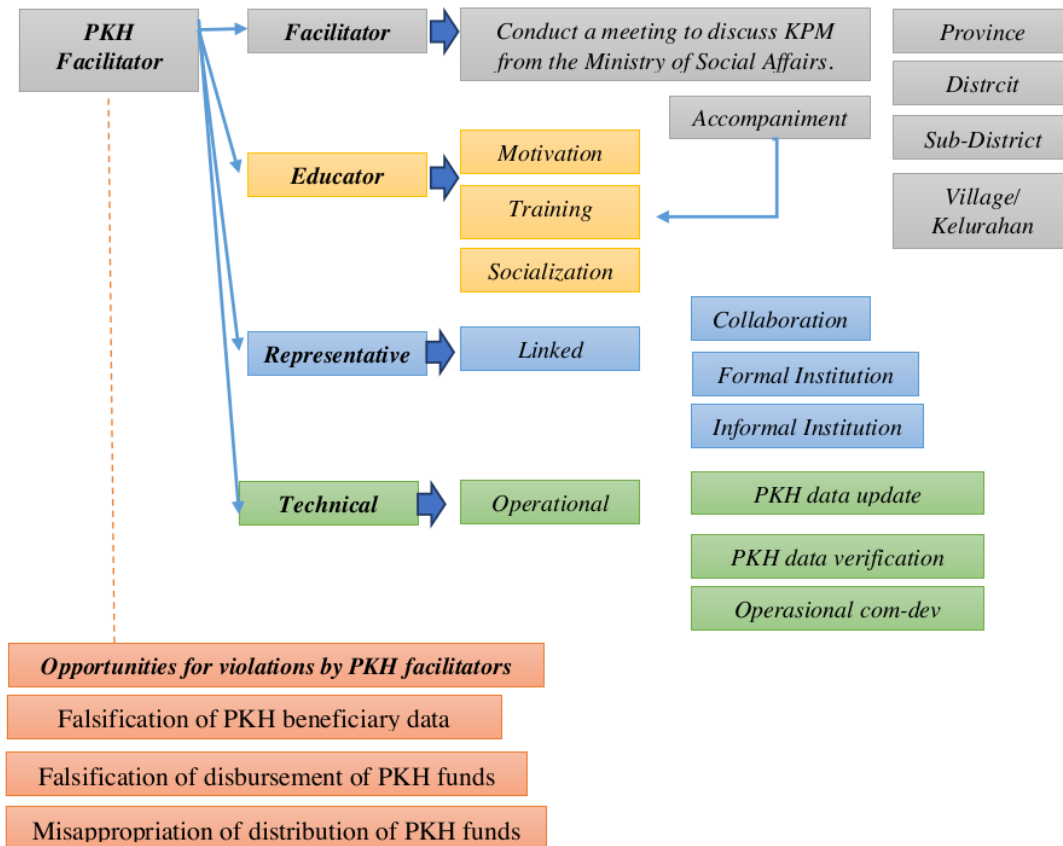 PKH
Facilitator
Facilitator
Conduct a meeting to discuss KPM
from the Ministry of Social Affairs.
Province
Distrcit
Accompaniment
Sub-District
Educator
Motivation
Training
Socialization
Village/
Kelurahan
Representative
Linked
Collaboration
Formal Institution
Informal Institution
Technical
Operational
PKH data update
PKH data verification
Operasional com-dev
Opportunities for violations by PKH facilitators
Falsification of PKH beneficiary data
Falsification of disbursement of PKH funds
Misappropriation of distribution of PKH funds